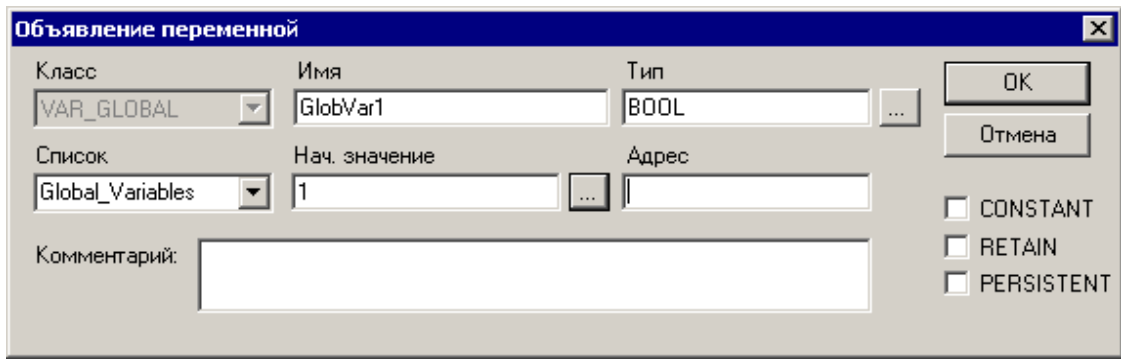 Объявление переменной
Класс Имя Тип
VAR_GLOBAL GlobVar1 BOOL ... OK
Список Нач. значение Адрес Отмена
Global_Variables 1 ...
CONSTANT
Комментарий: RETAIN
PERSISTENT